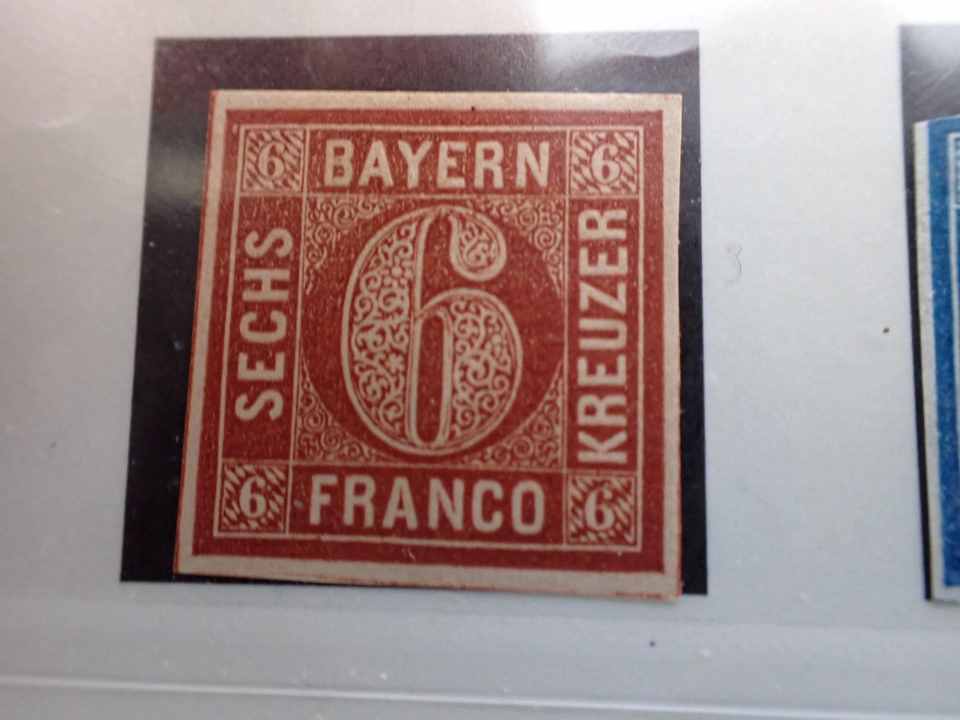 6 BAYERN 6
SECHS
6
KREUZER
6 FRANCO 6